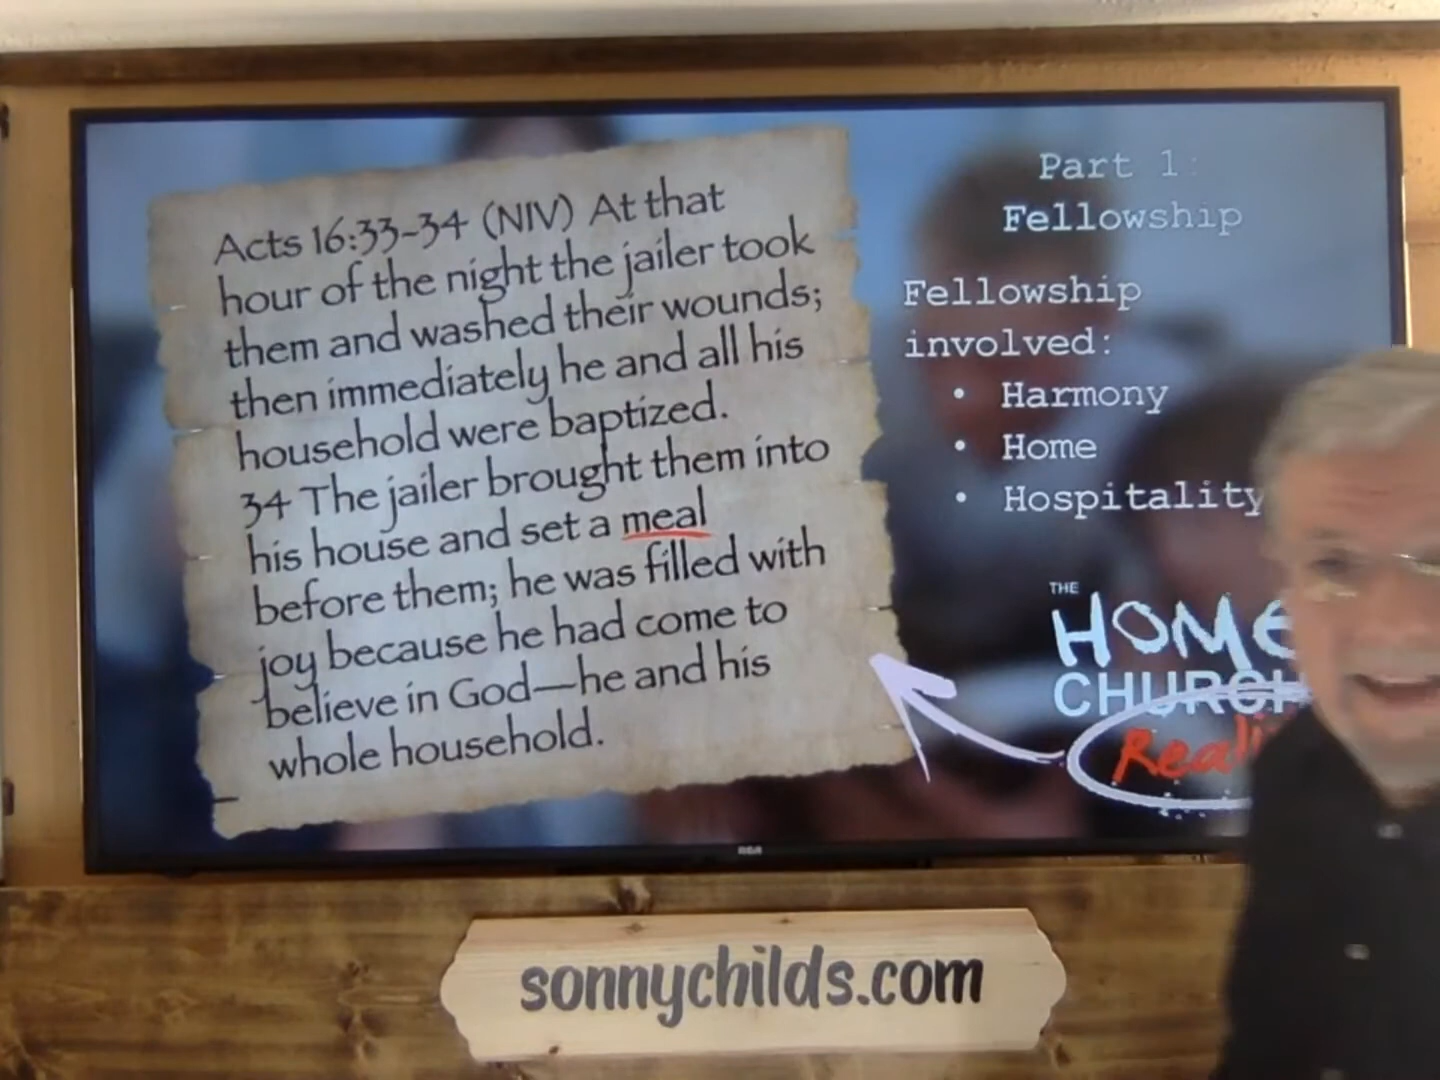 Acts 16:33-34 (NIV) At that
hour of the night the jailer took
them and washed their wounds;
then immediately he and all his
household were baptized.
34 The jailer brought them into
his house and set a meal
before them; he was filled with
joy because he had come to
believe in God—he and his
whole household.
Part 1:
Fellowship
Fellowship
involved:
• Harmony
• Home
• Hospitality
THE
HOME
CHURCH
RCA
sonnychilds.com